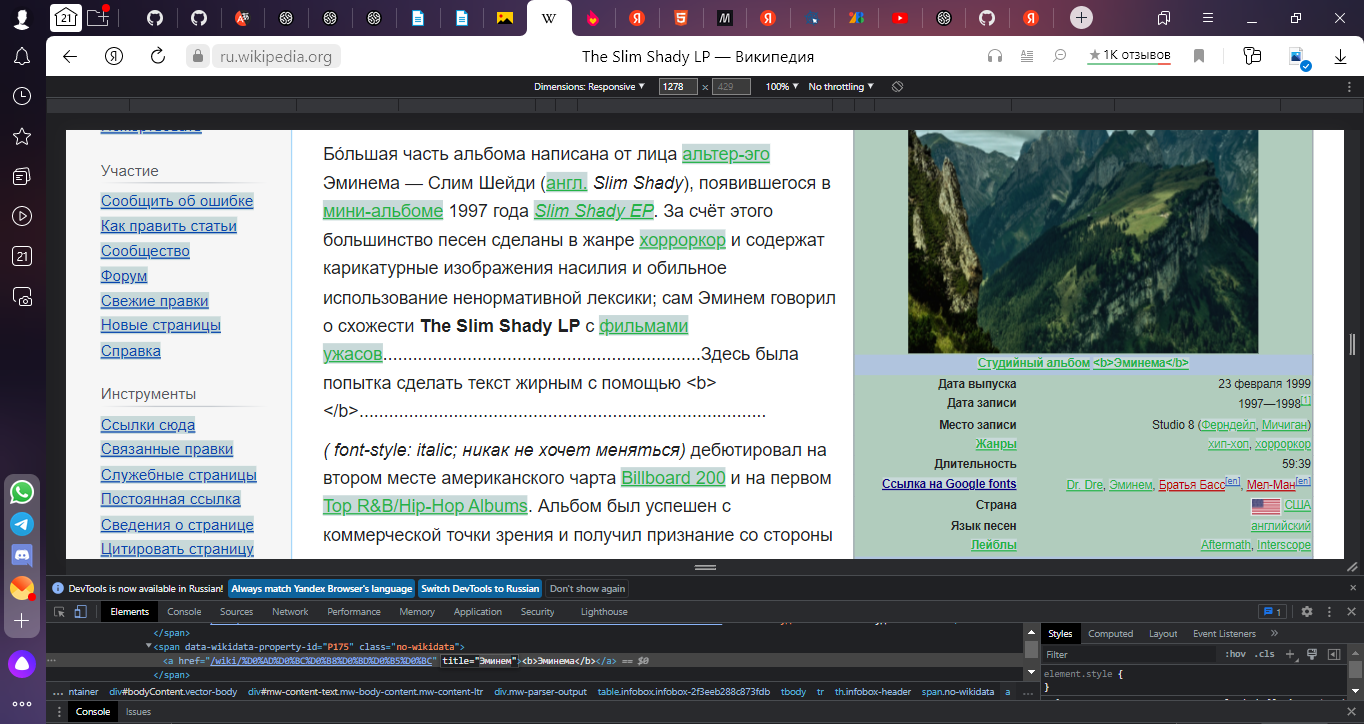 21
ru.wikipedia.org
The Slim Shady LP — Википедия
1K отзывов
Dimensions: Responsive
1278 × 429
100%
No throttling
Участие
Сообщить об ошибке
Как править статьи
Сообщество
Форум
Свежие правки
Новые страницы
Справка
Инструменты
Ссылки сюда
Связанные правки
Служебные страницы
Постоянная ссылка
Сведения о странице
Цитировать страницу
Бóльшая часть альбома написана от лица альтер-эго
Эминема — Слим Шейди (англ. Slim Shady), появившегося в
мини-альбоме 1997 года Slim Shady EP. За счёт этого
большинство песен сделаны в жанре хорроркор и содержат
карикатурные изображения насилия и обильное
использование ненормативной лексики; сам Эминем говорил
о схожести The Slim Shady LP с фильмами
ужасов............................................................Здесь была
попытка сделать текст жирным с помощью <b>
</b>.............................................................................
( font-style: italic; никак не хочет меняться) дебютировал на
втором месте американского чарта Billboard 200 и на первом
Top R&B/Hip-Hop Albums. Альбом был успешен с
коммерческой точки зрения и получил признание со стороны
Студийный альбом <b>Эминема</b>
Дата выпуска 23 февраля 1999
Дата записи 1997—1998[1]
Место записи Studio 8 (Ферндейл, Мичиган)
Жанры хип-хоп, хорроркор
Длительность 59:39
Ссылка на Google fonts Dr. Dre, Эминем, Братья Басс[en], Мел-Ман[en]
Страна США
Язык песен английский
Лейблы Aftermath, Interscope
21
DevTools is now available in Russian! Always match Yandex Browser's language Switch DevTools to Russian Don't show again
Elements Console Sources Network Performance Memory Application Security Lighthouse 1
</span>
<span data-wikidata-property-id="P175" class="no-wikidata">
<a href="/wiki/%D0%AD%D0%BC%D0%B8%D0%BD%D0%B5%D0%BC" title="Эминем"><b>Эминема</b></a> == $0
</span>
... ntainer div#bodyContent.vector-body div#mw-content-text.mw-body-content.mw-content-ltr div.mw-parser-output table.infobox.infobox-2f3eeb288c873fdb tbody tr th.infobox-header span.no-wikidata a ...
Styles Computed Layout Event Listeners
Filter :hov .cls
element.style {
}
Console Issues